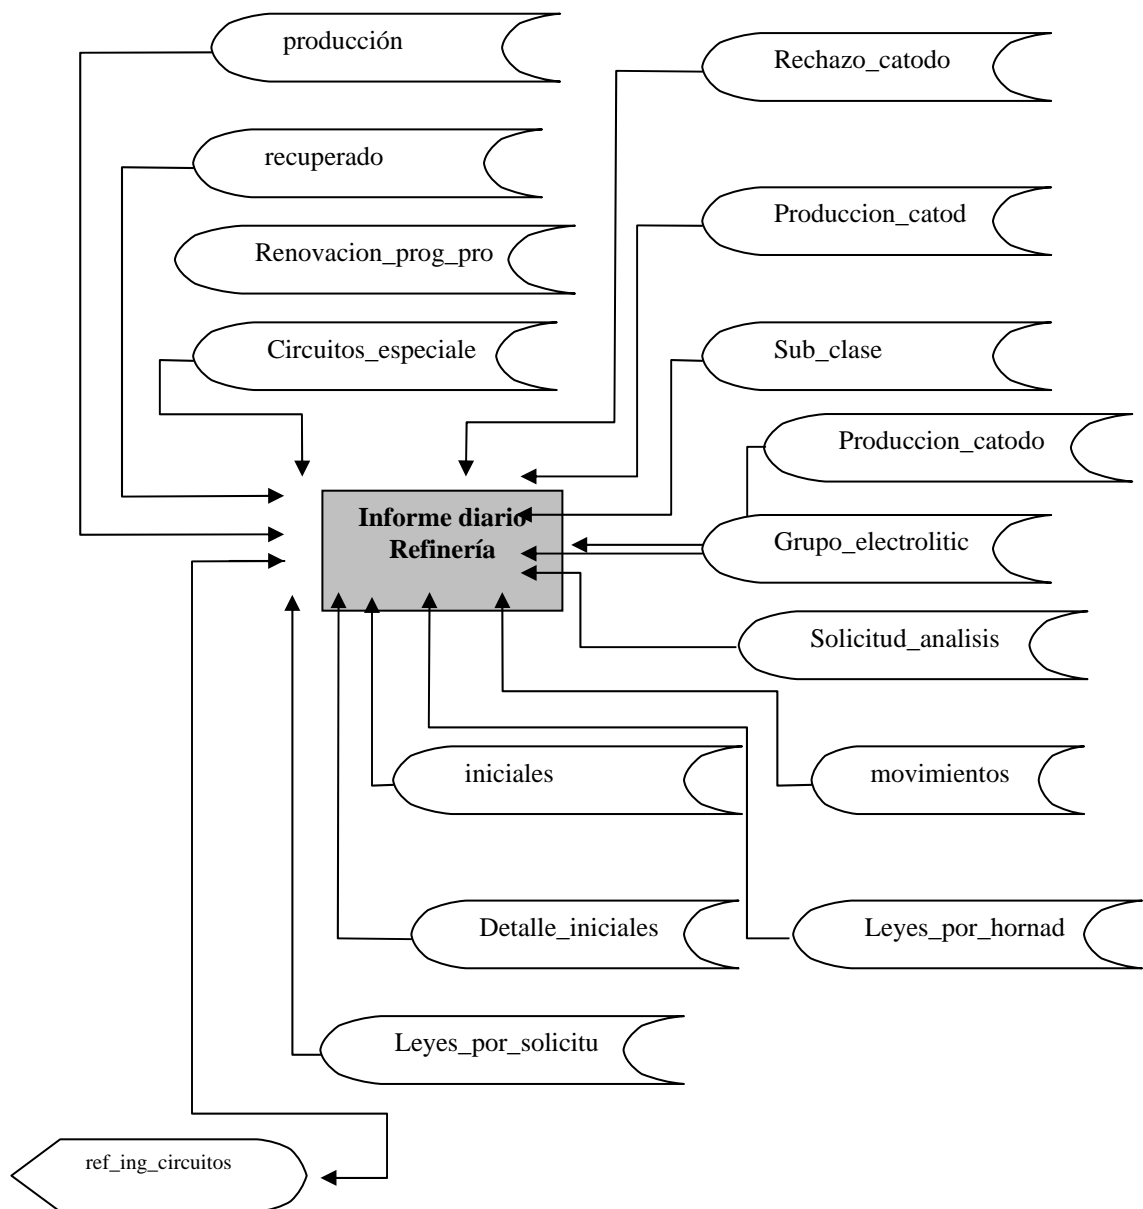 producción
Rechazo_catodo
recuperado
Produccion_catod
Renovacion_prog_pro
Circuitos_especiale
Sub_clase
Produccion_catodo
Informe diario
Refinería
Grupo_electrolitic
Solicitud_analisis
iniciales
movimientos
Detalle_iniciales
Leyes_por_hornad
Leyes_por_solicitu
ref_ing_circuitos